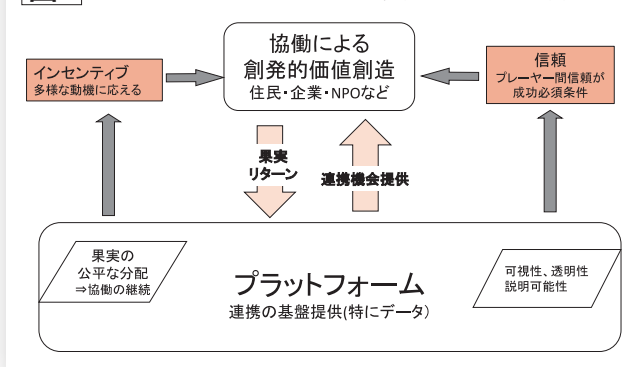 協働による
創発的価値創造
住民・企業・NPOなど
インセンティブ
多様な動機に応える
信頼
プレーヤー間信頼が
成功必須条件
果実
リターン
連携機会提供
果実の
公平な分配
⇒協働の継続
プラットフォーム
連携の基盤提供(特にデータ)
可視性、透明性
説明可能性